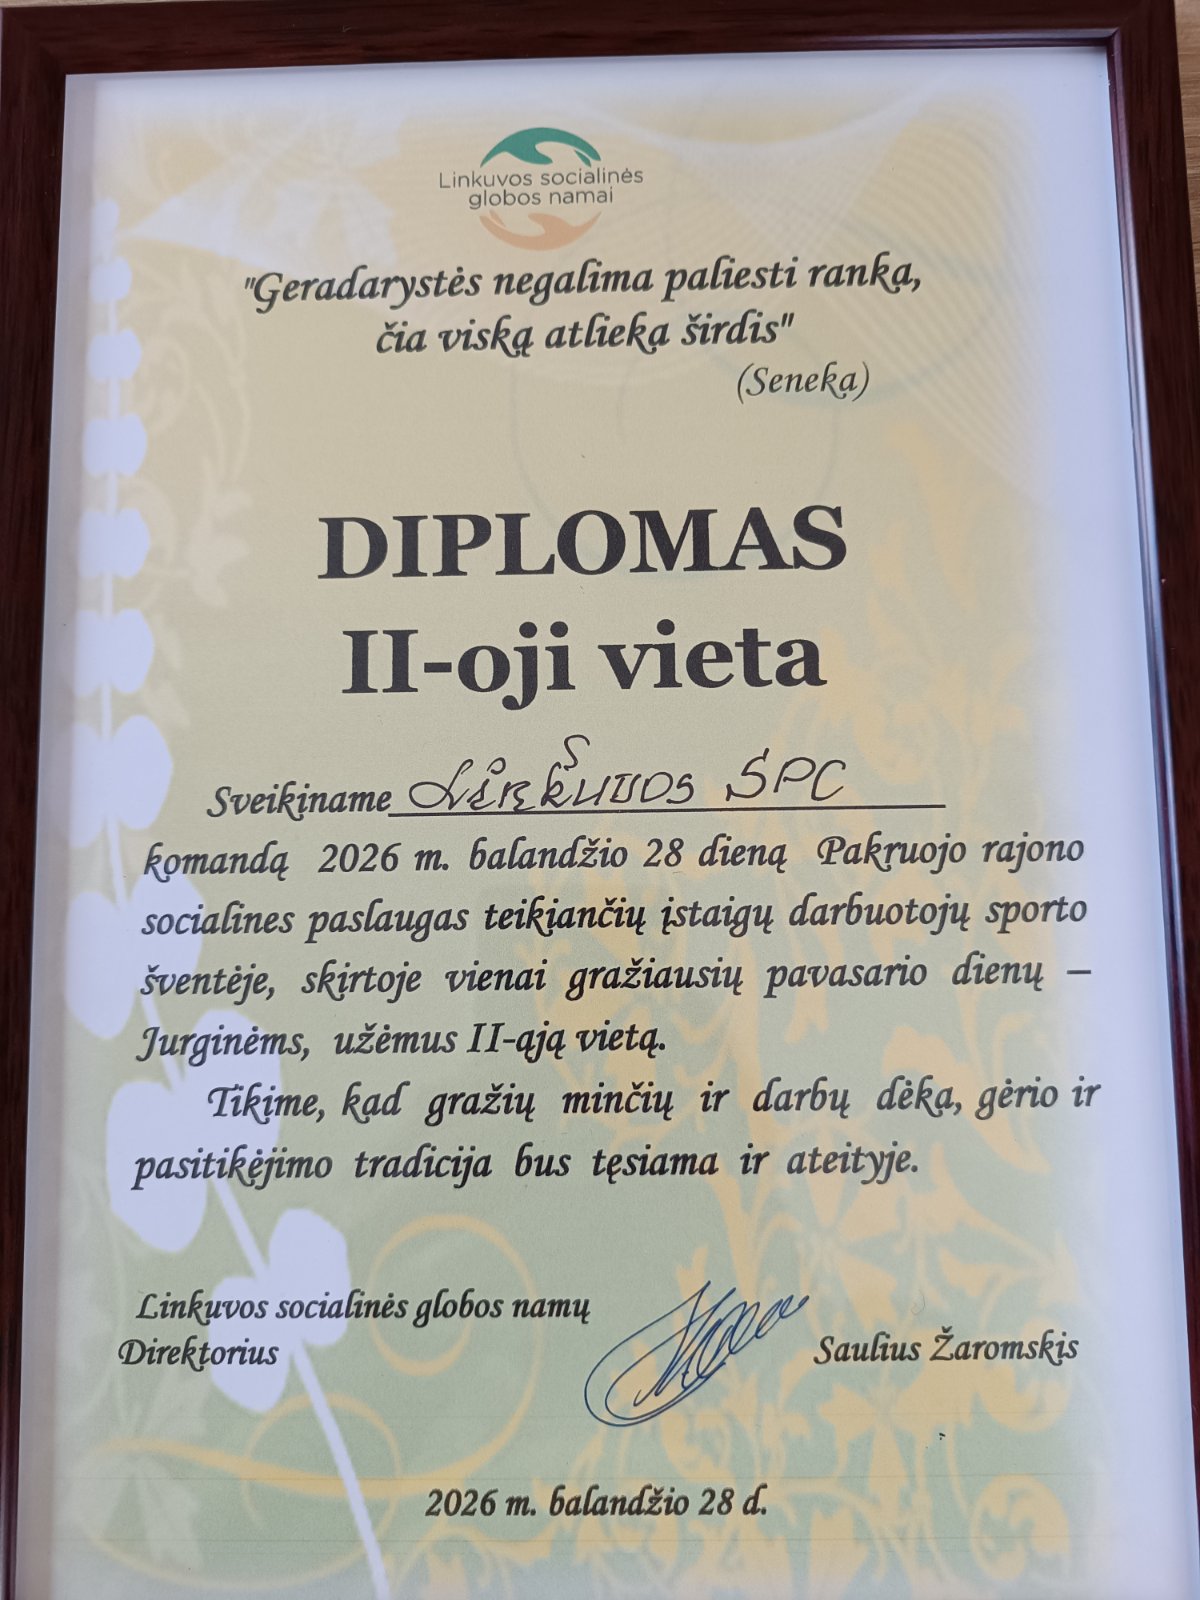 Linkuvos socialinės
globos namai
"Geradarystės negalima paliesti ranka,
čia viską atlieka širdis"
(Seneka)
DIPLOMAS
II-oji vieta
Sveikiname Linkuvos SPC
komandą 2026 m. balandžio 28 dieną Pakruojo rajono
socialines paslaugas teikiančių įstaigų darbuotojų sporto
šventėje, skirtoje vienai gražiausių pavasario dienų –
Jurginėms, užėmus II-ąją vietą.
Tikime, kad gražių minčių ir darbų dėka, gėrio ir
pasitikėjimo tradicija bus tęsiama ir ateityje.
Linkuvos socialinės globos namų
Direktorius Saulius Žaromskis
2026 m. balandžio 28 d.